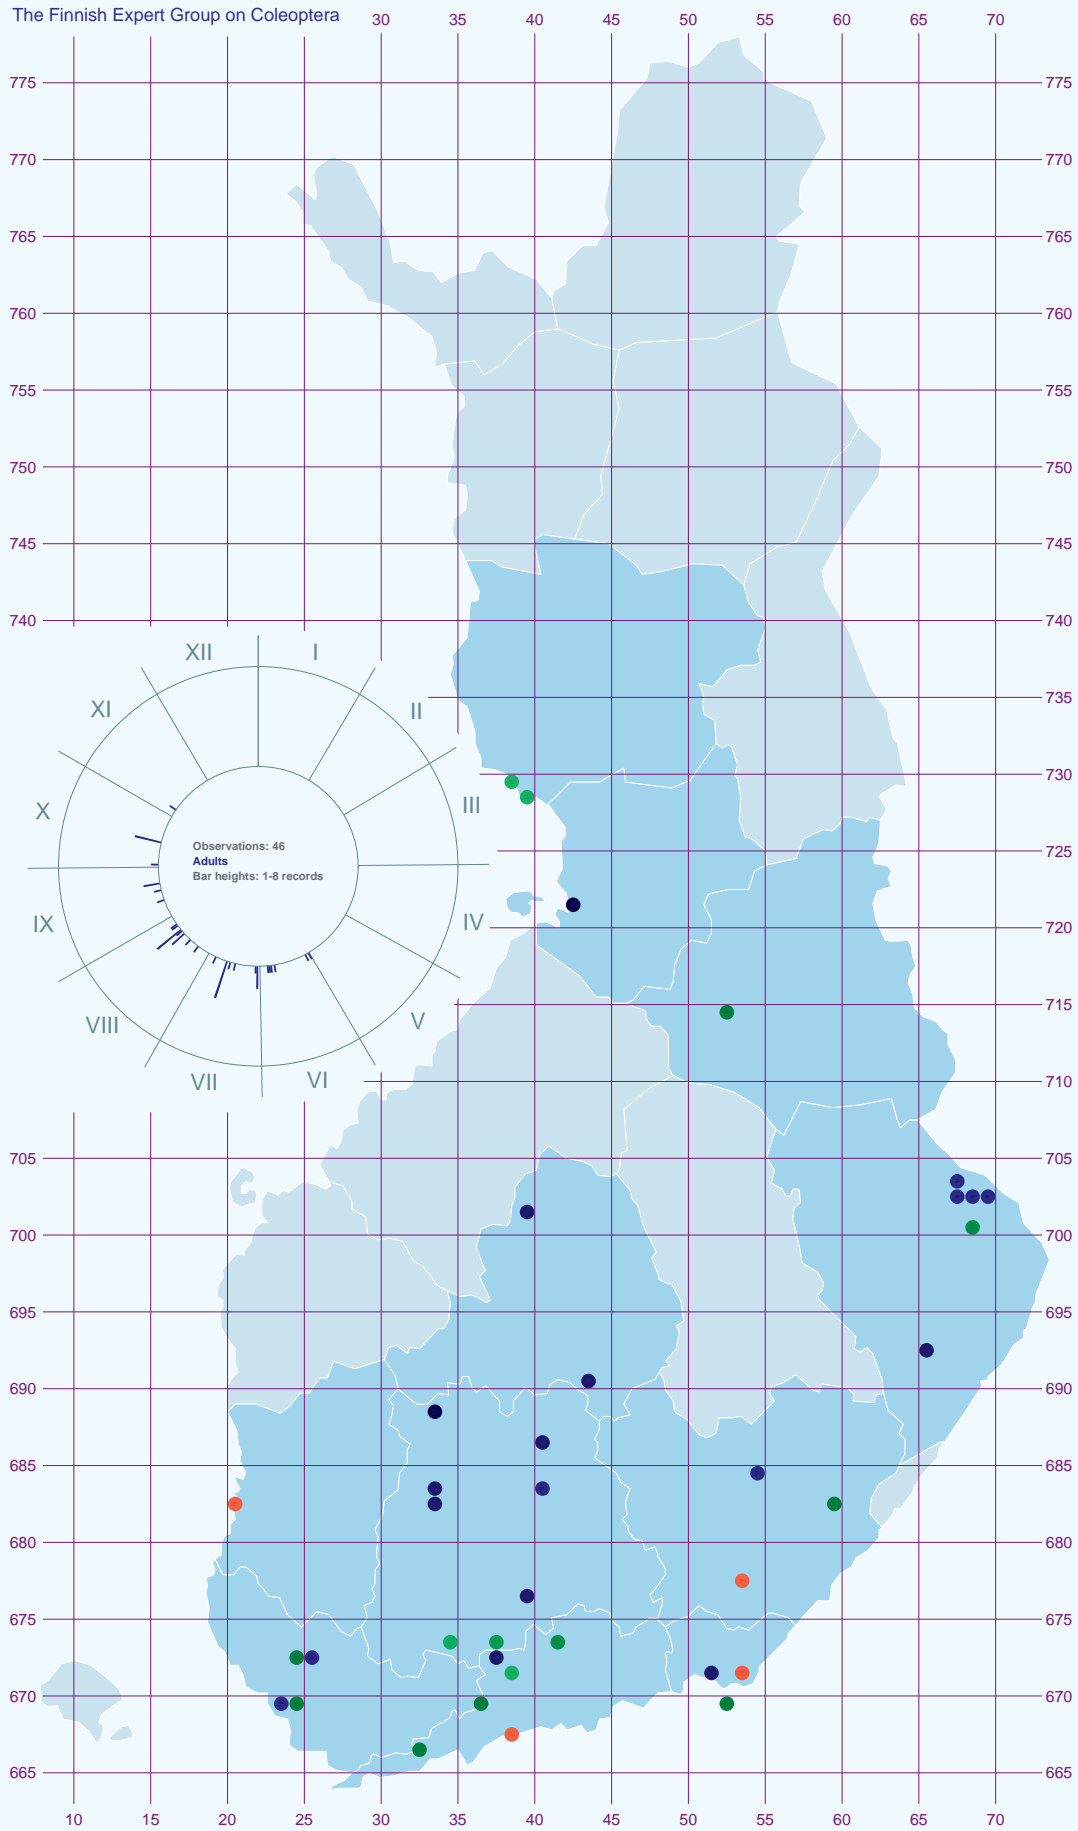 The Finnish Expert Group on Coleoptera
30 35 40 45 50 55 60 65 70
775 775
770 770
765 765
760 760
755 755
750 750
745 745
740 740
XII I
XI II
735
730
X III
Observations: 46
Adults
Bar heights: 1-8 records
725
IX IV
720
VIII V
715
VII VI
710
705 705
700 700
695 695
690 690
685 685
680 680
675 675
670 670
665 665
10 15 20 25 30 35 40 45 50 55 60 65 70